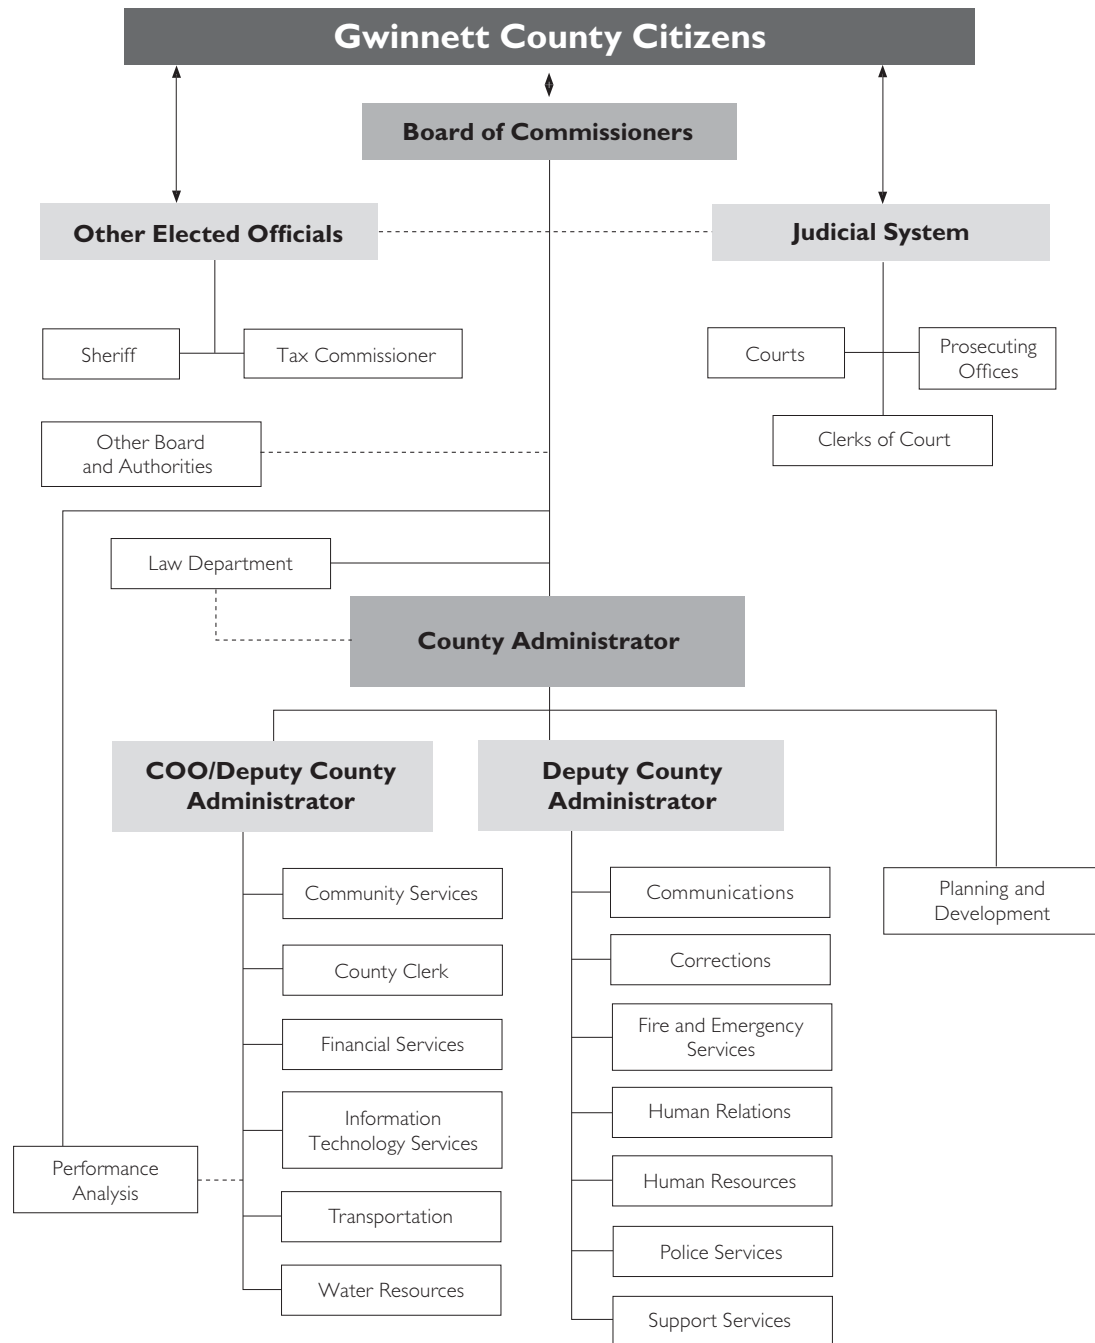 Gwinnett County Citizens
Board of Commissioners
Other Elected Officials
Judicial System
Sheriff
Tax Commissioner
Courts
Prosecuting
Offices
Clerks of Court
Other Board
and Authorities
Law Department
County Administrator
COO/Deputy County
Administrator
Deputy County
Administrator
Community Services
County Clerk
Financial Services
Information
Technology Services
Transportation
Water Resources
Performance
Analysis
Communications
Corrections
Fire and Emergency
Services
Human Relations
Human Resources
Police Services
Support Services
Planning and
Development